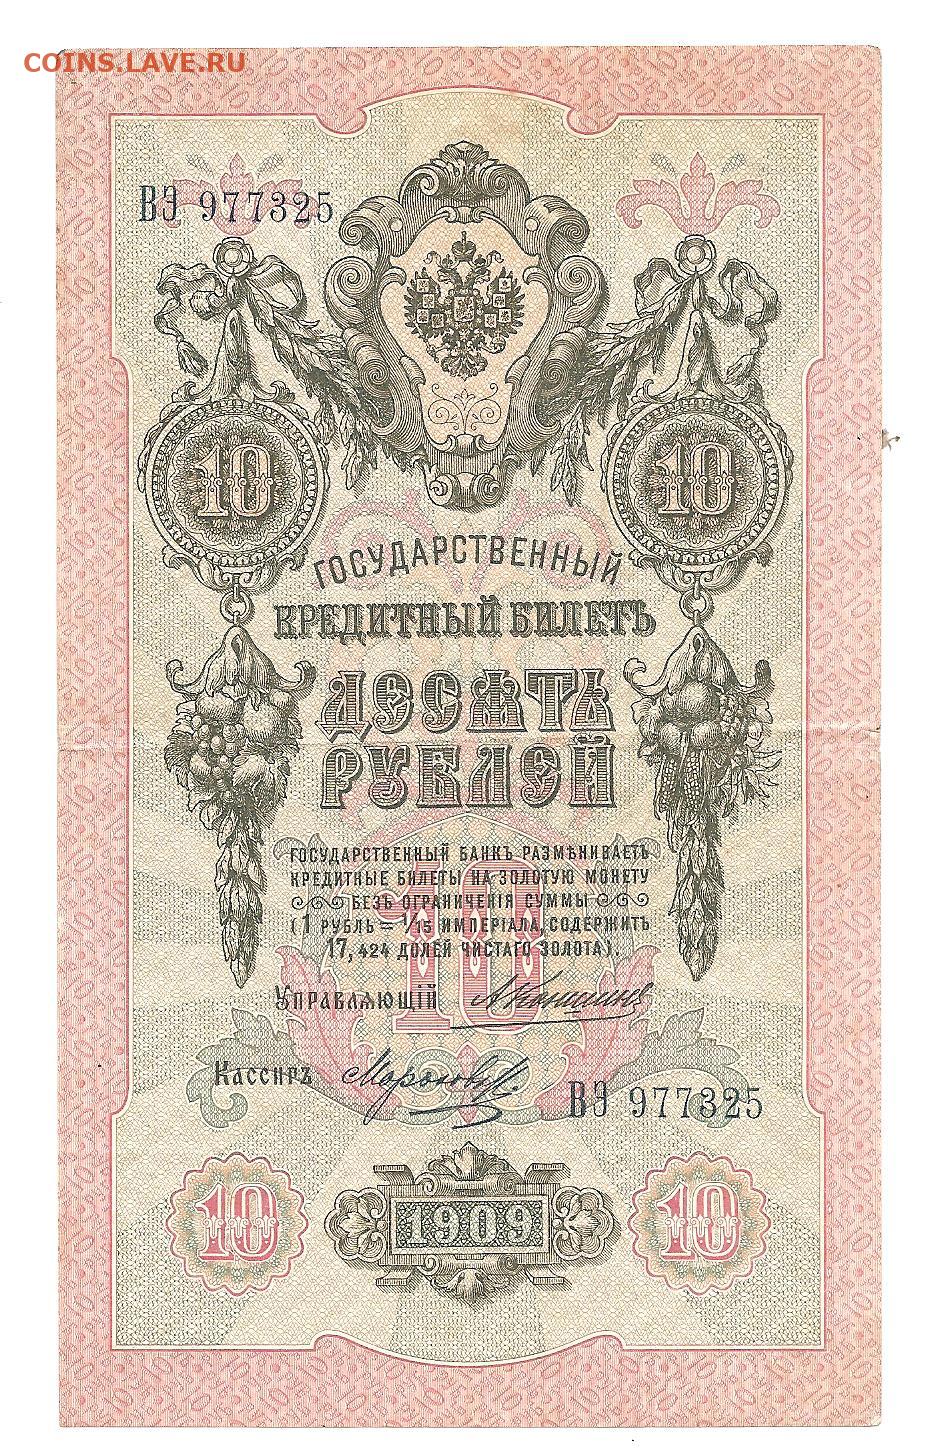 COINS.LAVE.RU
ВЭ 977325
10 10
ГОСУДАРСТВЕННЫЙ
КРЕДИТНЫЙ БИЛЕТЪ
ДЕСЯТЬ
РУБЛЕЙ
ГОСУДАРСТВЕННЫЙ БАНКЪ РАЗМѢНИВАЕТЪ
КРЕДИТНЫЕ БИЛЕТЫ НА ЗОЛОТУЮ МОНЕТУ
БЕЗЪ ОГРАНИЧЕНІЯ СУММЫ
(1 РУБЛЬ = 1/15 ИМПЕРІАЛА, СОДЕРЖИТЪ
17,424 ДОЛЕЙ ЧИСТАГО ЗОЛОТА).
10
УПРАВЛЯЮЩІЙ
КАССИРЪ
ВЭ 977325
10 1909 10